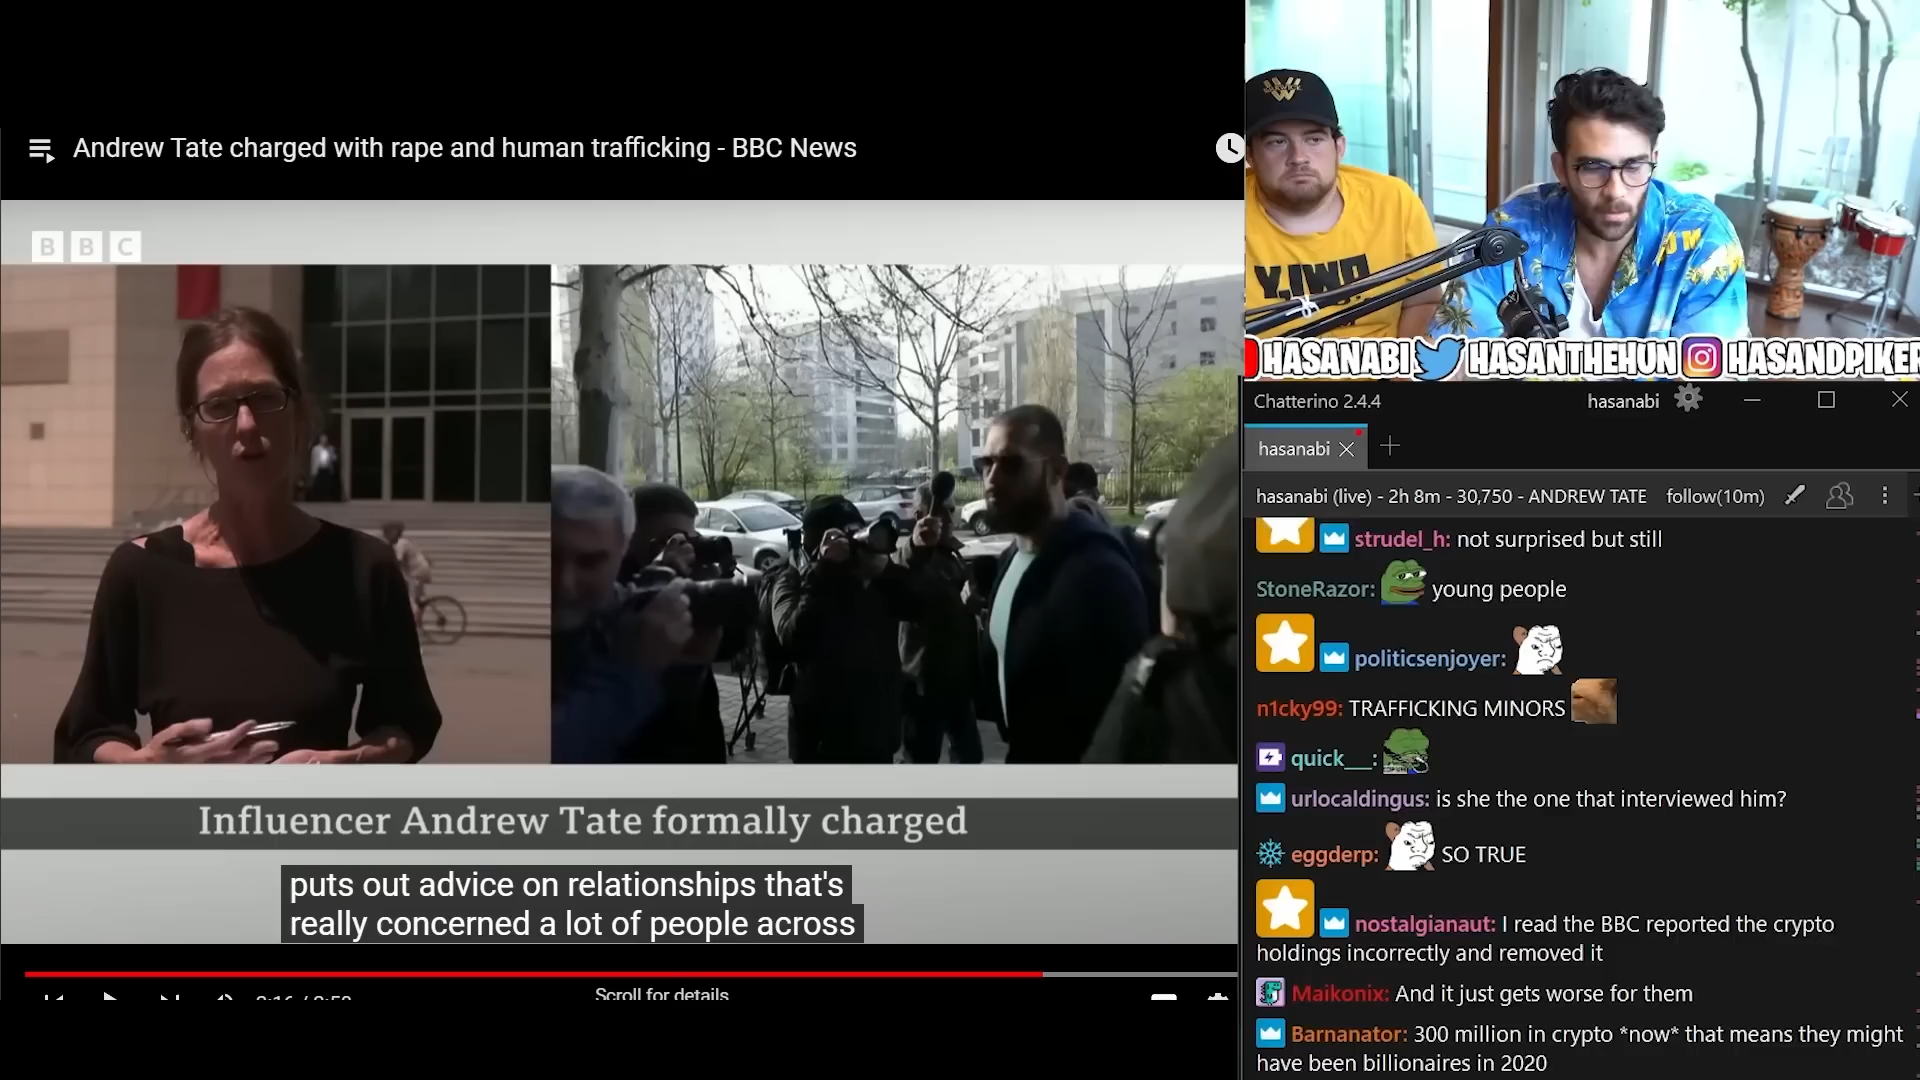 Andrew Tate charged with rape and human trafficking - BBC News
BBC
Influencer Andrew Tate formally charged
puts out advice on relationships that's
really concerned a lot of people across
Scroll for details
HASANABI HASANTHEHUN HASANDPIKER
Chatterino 2.4.4
hasanabi
hasanabi
hasanabi (live) - 2h 8m - 30,750 - ANDREW TATE follow(10m)
strudel_h: not surprised but still
StoneRazor: young people
politicsenjoyer:
n1cky99: TRAFFICKING MINORS
quick___:
urlocaldingus: is she the one that interviewed him?
eggderp: SO TRUE
nostalgianaut: I read the BBC reported the crypto
holdings incorrectly and removed it
Maikonix: And it just gets worse for them
Barnanator: 300 million in crypto *now* that means they might
have been billionaires in 2020